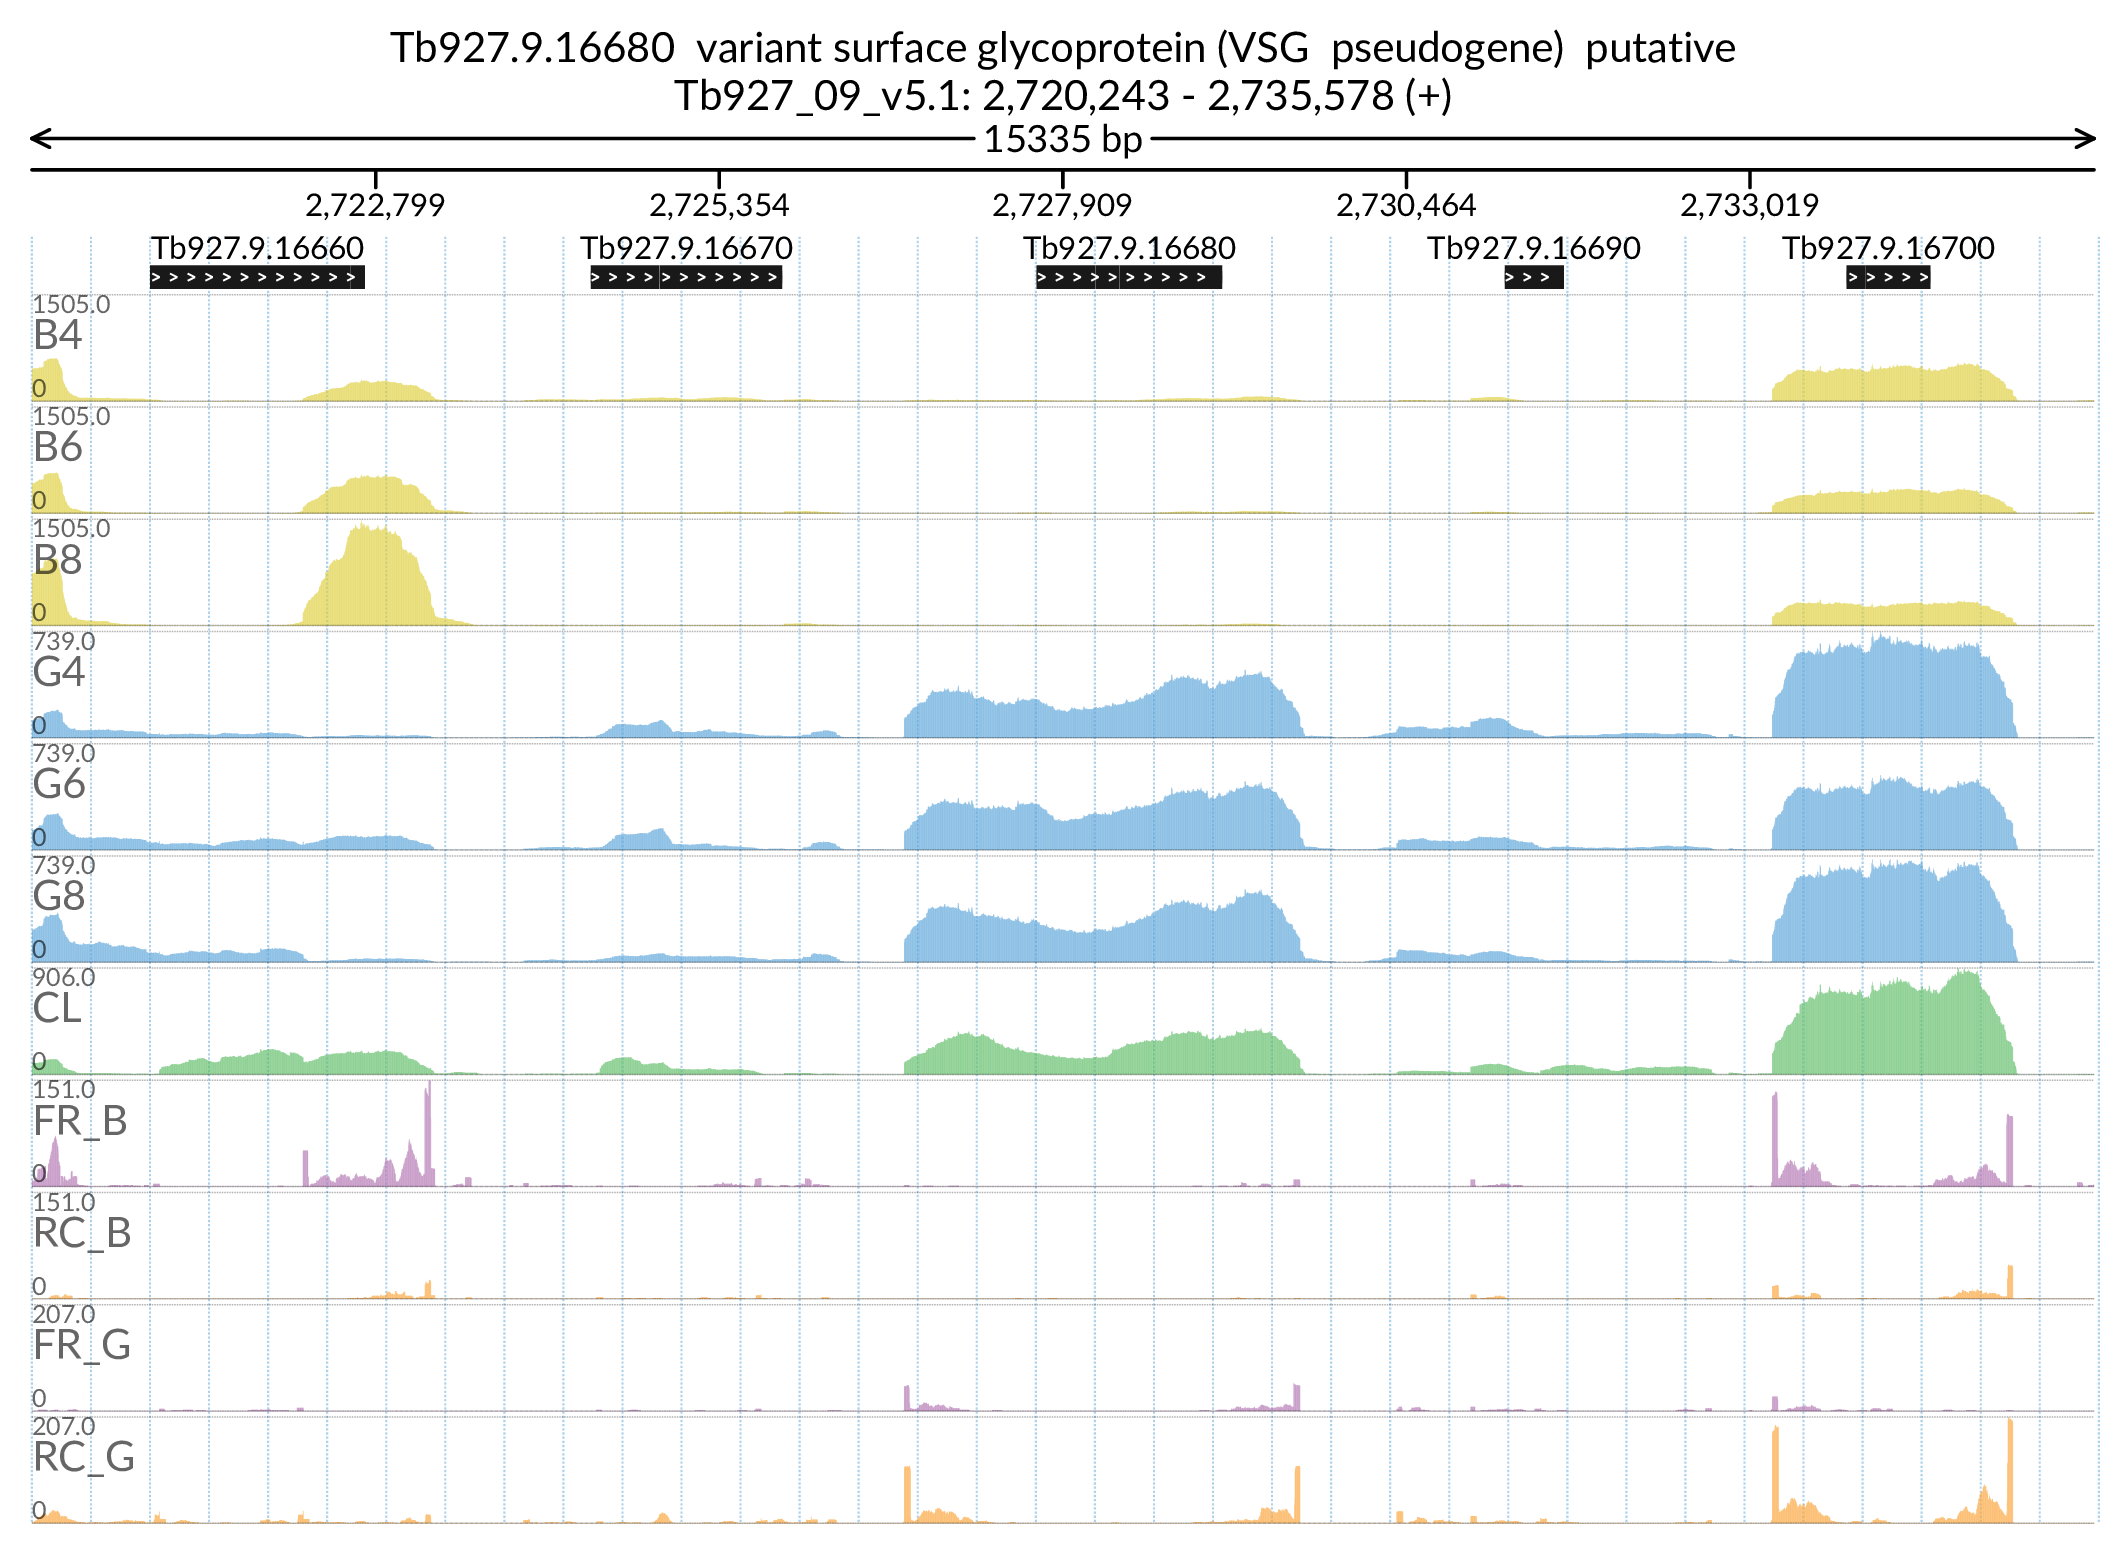 Tb927.9.16680 variant surface glycoprotein (VSG pseudogene) putative
Tb927_09_v5.1: 2,720,243 - 2,735,578 (+)
15335 bp
2,722,799 2,725,354 2,727,909 2,730,464 2,733,019
Tb927.9.16660 Tb927.9.16670 Tb927.9.16680 Tb927.9.16690 Tb927.9.16700
1505.0
B4
0
1505.0
B6
0
1505.0
B8
0
739.0
G4
0
739.0
G6
0
739.0
G8
0
906.0
CL
0
151.0
FR_B
0
151.0
RC_B
0
207.0
FR_G
0
207.0
RC_G
0